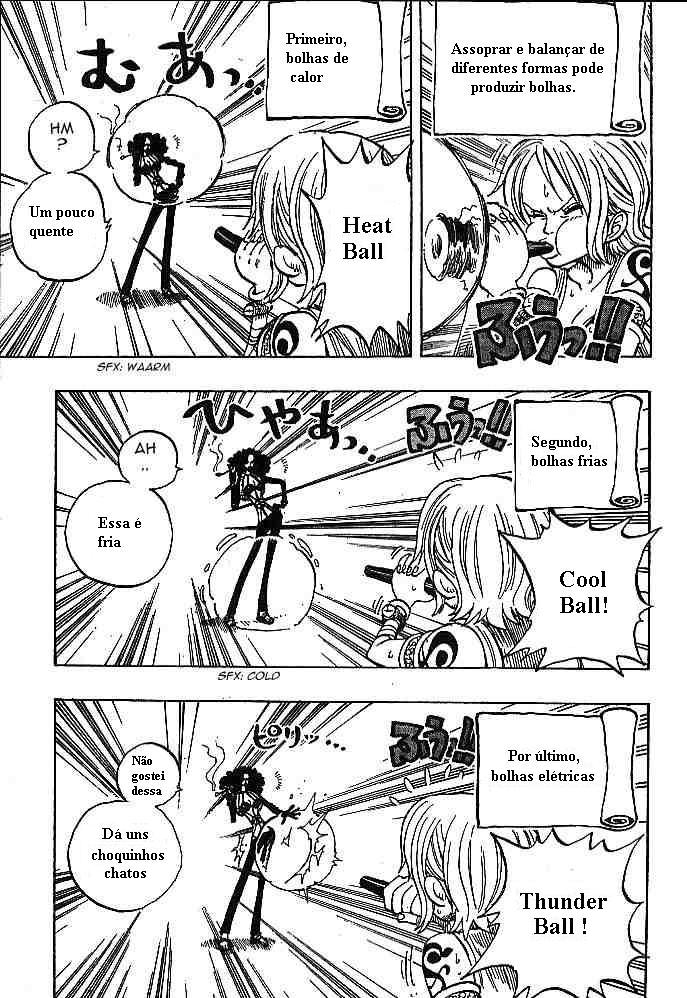 Assoprar e balançar de
diferentes formas pode
produzir bolhas.
ふうっ!!
Primeiro,
bolhas de
calor
Heat
Ball
むあっ…
HM
?
Um pouco
quente
SFX: WAARM
Segundo,
bolhas frias
ふうっ!!
Cool
Ball!
ひやあっ…
AH
..
Essa é
fria
SFX: COLD
Por último,
bolhas elétricas
ふうっ!!
Thunder
Ball !
ピリッ…
Não
gostei
dessa
Dá uns
choquinhos
chatos